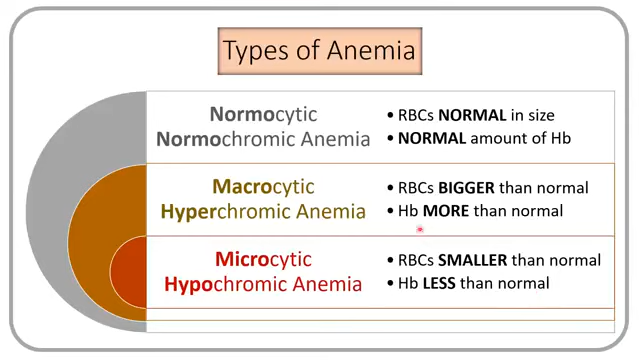 Types of Anemia
Normocytic
Normochromic Anemia
• RBCs NORMAL in size
• NORMAL amount of Hb
Macrocytic
Hyperchromic Anemia
• RBCs BIGGER than normal
• Hb MORE than normal
Microcytic
Hypochromic Anemia
• RBCs SMALLER than normal
• Hb LESS than normal